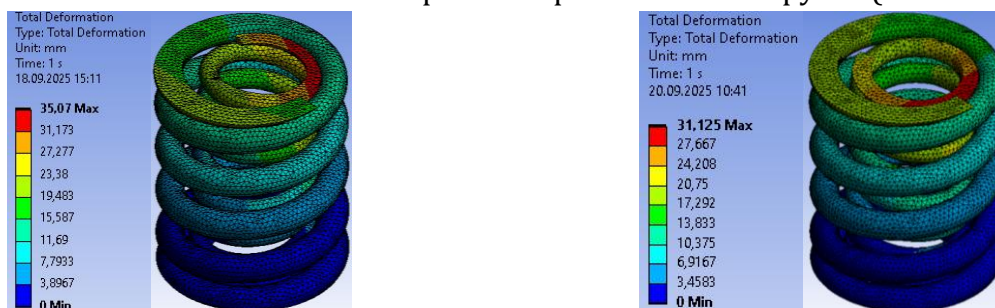 Total Deformation
Type: Total Deformation
Unit: mm
Time: 1 s
18.09.2025 15:11
35,07 Max
31,173
27,277
23,38
19,483
15,587
11,69
7,7933
3,8967
0 Min
Total Deformation
Type: Total Deformation
Unit: mm
Time: 1 s
20.09.2025 10:41
31,125 Max
27,667
24,208
20,75
17,292
13,833
10,375
6,9167
3,4583
0 Min